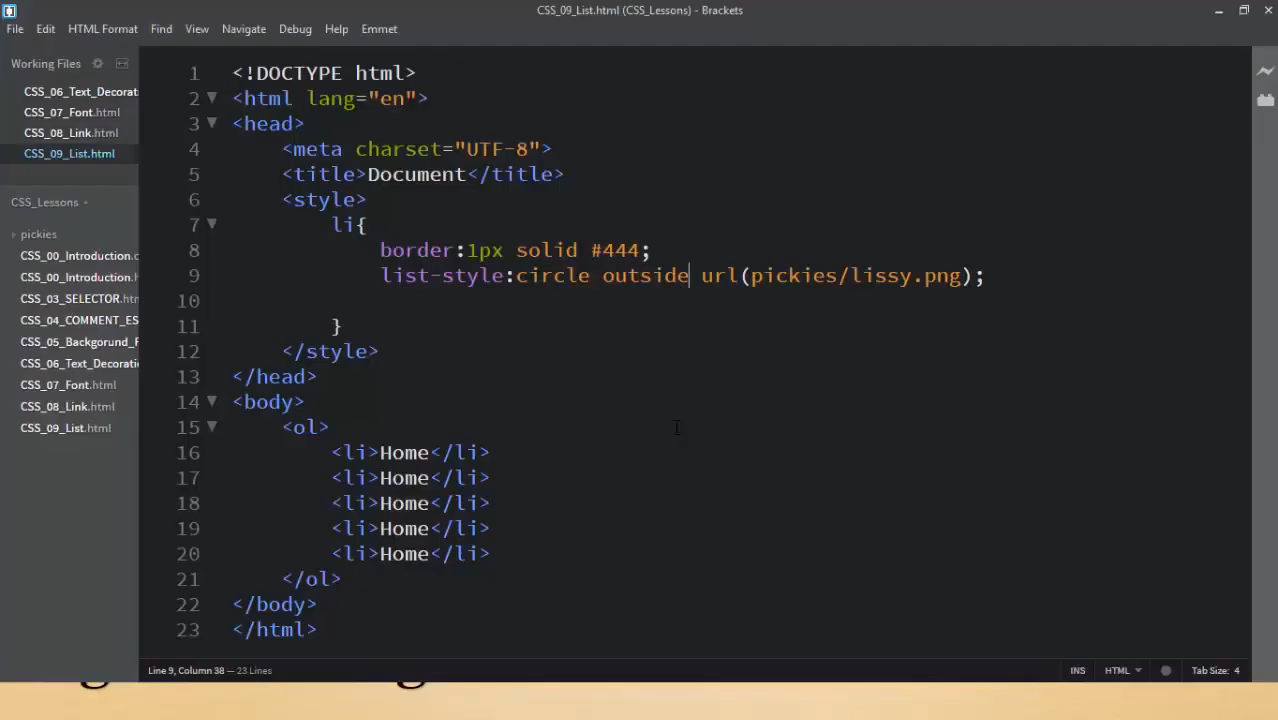 CSS_09_List.html (CSS_Lessons) - Brackets
File Edit HTML Format Find View Navigate Debug Help Emmet
Working Files
CSS_06_Text_Decorati
CSS_07_Font.html
CSS_08_Link.html
CSS_09_List.html
CSS_Lessons
pickies
CSS_00_Introduction.c
CSS_00_Introduction.html
CSS_03_SELECTOR.htm
CSS_04_COMMENT_ES
CSS_05_Backgorund_P
CSS_06_Text_Decoratio
CSS_07_Font.html
CSS_08_Link.html
CSS_09_List.html
1 <!DOCTYPE html>
2 <html lang="en">
3 <head>
4 <meta charset="UTF-8">
5 <title>Document</title>
6 <style>
7 li{
8 border:1px solid #444;
9 list-style:circle outside url(pickies/lissy.png);
10
11 }
12 </style>
13 </head>
14 <body>
15 <ol>
16 <li>Home</li>
17 <li>Home</li>
18 <li>Home</li>
19 <li>Home</li>
20 <li>Home</li>
21 </ol>
22 </body>
23 </html>
Line 9, Column 38 — 23 Lines
INS HTML Tab Size: 4